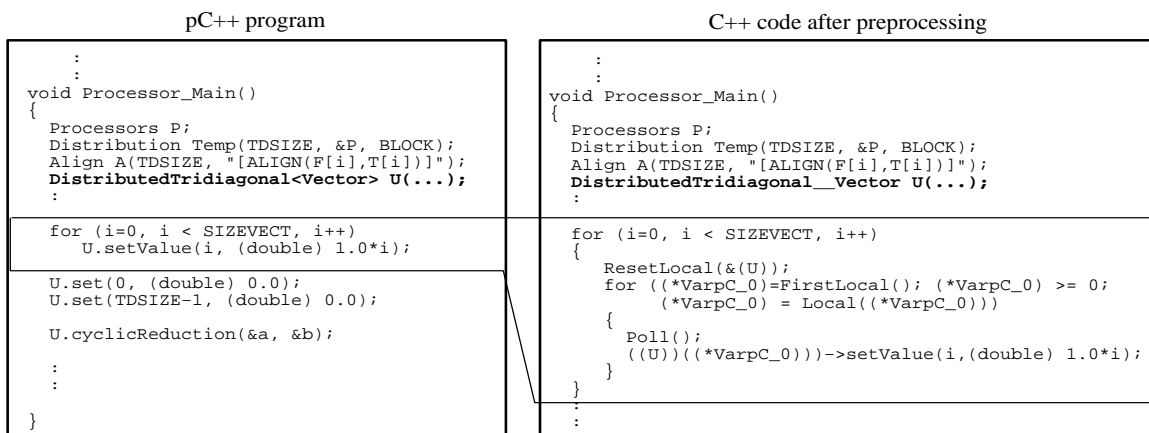 pC++ program
:
:
void Processor_Main()
{
Processors P;
Distribution Temp(TDSIZE, &P, BLOCK);
Align A(TDSIZE, "[ALIGN(F[i],T[i])]");
DistributedTridiagonal<Vector> U(...);
:
for (i=0, i < SIZEVECT, i++)
U.setValue(i, (double) 1.0*i);
U.set(0, (double) 0.0);
U.set(TDSIZE-1, (double) 0.0);
U.cyclicReduction(&a, &b);
:
:
}
C++ code after preprocessing
:
:
void Processor_Main()
{
Processors P;
Distribution Temp(TDSIZE, &P, BLOCK);
Align A(TDSIZE, "[ALIGN(F[i],T[i])]");
DistributedTridiagonal__Vector U(...);
:
for (i=0, i < SIZEVECT, i++)
{
ResetLocal(&(U));
for ((*VarpC_0)=FirstLocal(); (*VarpC_0) >= 0;
(*VarpC_0) = Local((*VarpC_0)))
{
Poll();
((U))((*VarpC_0)))->setValue(i,(double) 1.0*i);
}
}
:
: